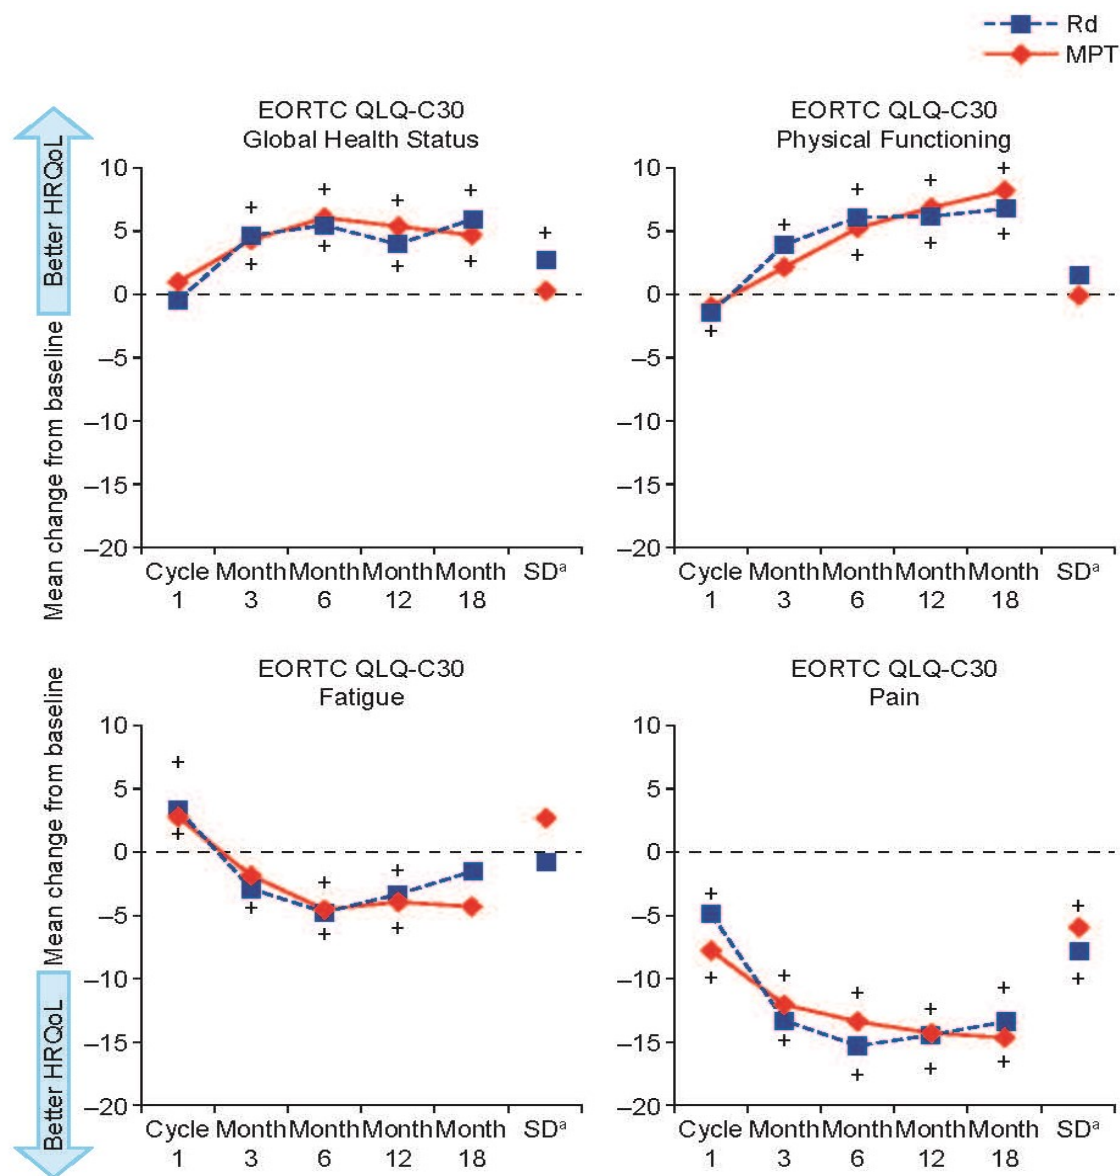 Rd
MPT
Better HRQoL
Mean change from baseline
EORTC QLQ-C30
Global Health Status
10
5
0
–5
–10
–15
–20
Cycle Month Month Month Month SDª
1 3 6 12 18
EORTC QLQ-C30
Physical Functioning
10
5
0
–5
–10
–15
–20
Cycle Month Month Month Month SDª
1 3 6 12 18
Mean change from baseline
Better HRQoL
EORTC QLQ-C30
Fatigue
10
5
0
–5
–10
–15
–20
Cycle Month Month Month Month SDª
1 3 6 12 18
EORTC QLQ-C30
Pain
10
5
0
–5
–10
–15
–20
Cycle Month Month Month Month SDª
1 3 6 12 18